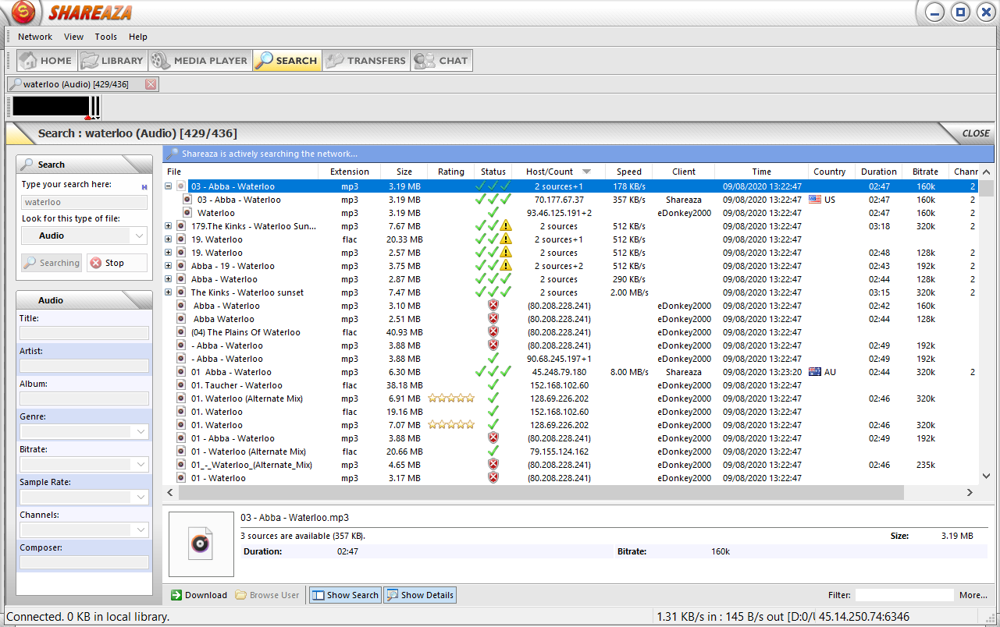 SHAREAZA
Network View Tools Help
HOME LIBRARY MEDIA PLAYER SEARCH TRANSFERS CHAT
waterloo (Audio) [429/436]
Search : waterloo (Audio) [429/436] CLOSE
Search
Type your search here:
waterloo
Look for this type of file:
Audio
Searching Stop
Audio
Title:
Artist:
Album:
Genre:
Bitrate:
Sample Rate:
Channels:
Composer:
Shareaza is actively searching the network...
File Extension Size Rating Status Host/Count Speed Client Time Country Duration Bitrate Chann
03 - Abba - Waterloo mp3 3.19 MB 2 sources+1 178 KB/s 09/08/2020 13:22:47 02:47 160k 2
03 - Abba - Waterloo mp3 3.19 MB 70.177.67.37 357 KB/s Shareaza 09/08/2020 13:22:47 US 02:47 160k 2
Waterloo mp3 3.19 MB 93.46.125.191+2 eDonkey2000 09/08/2020 13:22:47 02:47 160k 2
179.The Kinks - Waterloo Sun... mp3 7.67 MB 2 sources 512 KB/s 09/08/2020 13:22:47 03:18 320k 2
19. Waterloo flac 20.33 MB 2 sources+1 512 KB/s 09/08/2020 13:22:47 2
19. Waterloo mp3 2.57 MB 2 sources 512 KB/s 09/08/2020 13:22:47 02:48 128k 2
Abba - 19 - Waterloo mp3 3.75 MB 2 sources+2 512 KB/s 09/08/2020 13:22:47 02:43 192k 2
Abba - Waterloo mp3 2.87 MB 2 sources 290 KB/s 09/08/2020 13:22:47 02:44 128k 2
The Kinks - Waterloo sunset mp3 7.47 MB 2 sources 2.00 MB/s 09/08/2020 13:22:47 03:15 320k 2
Abba - Waterloo mp3 3.10 MB (80.208.228.241) eDonkey2000 09/08/2020 13:22:47 02:42 160k
Abba Waterloo mp3 2.51 MB (80.208.228.241) eDonkey2000 09/08/2020 13:22:47 02:44 128k
(04) The Plains Of Waterloo flac 40.93 MB (80.208.228.241) eDonkey2000 09/08/2020 13:22:47
- Abba - Waterloo mp3 3.88 MB (80.208.228.241) eDonkey2000 09/08/2020 13:22:47 02:49 192k
- Abba - Waterloo mp3 3.88 MB 90.68.245.197+1 eDonkey2000 09/08/2020 13:22:47 02:49 192k
01 Abba - Waterloo mp3 6.30 MB 45.248.79.180 8.00 MB/s Shareaza 09/08/2020 13:23:20 AU 02:44 320k 2
01. Taucher - Waterloo flac 38.18 MB 152.168.102.60 eDonkey2000 09/08/2020 13:22:47
01. Waterloo (Alternate Mix) mp3 6.91 MB 128.69.226.202 eDonkey2000 09/08/2020 13:22:47 02:46 320k
01. Waterloo flac 19.16 MB 152.168.102.60 eDonkey2000 09/08/2020 13:22:47
01. Waterloo mp3 7.07 MB 128.69.226.202 eDonkey2000 09/08/2020 13:22:47 02:46 320k
01 - Abba - Waterloo mp3 3.88 MB (80.208.228.241) eDonkey2000 09/08/2020 13:22:47 02:49 192k
01 - Waterloo (Alternate Mix) flac 20.66 MB 79.155.124.162 eDonkey2000 09/08/2020 13:22:47
01_-_Waterloo_(Alternate_Mix) mp3 4.65 MB (80.208.228.241) eDonkey2000 09/08/2020 13:22:47 02:46 235k
01 - Waterloo mp3 3.17 MB (80.208.228.241) eDonkey2000 09/08/2020 13:22:47
03 - Abba - Waterloo.mp3
3 sources are available (357 KB). Size: 3.19 MB
Duration: 02:47 Bitrate: 160k
Download Browse User Show Search Show Details Filter: More...
Connected. 0 KB in local library. 1.31 KB/s in : 145 B/s out [D:0/U 45.14.250.74:6346